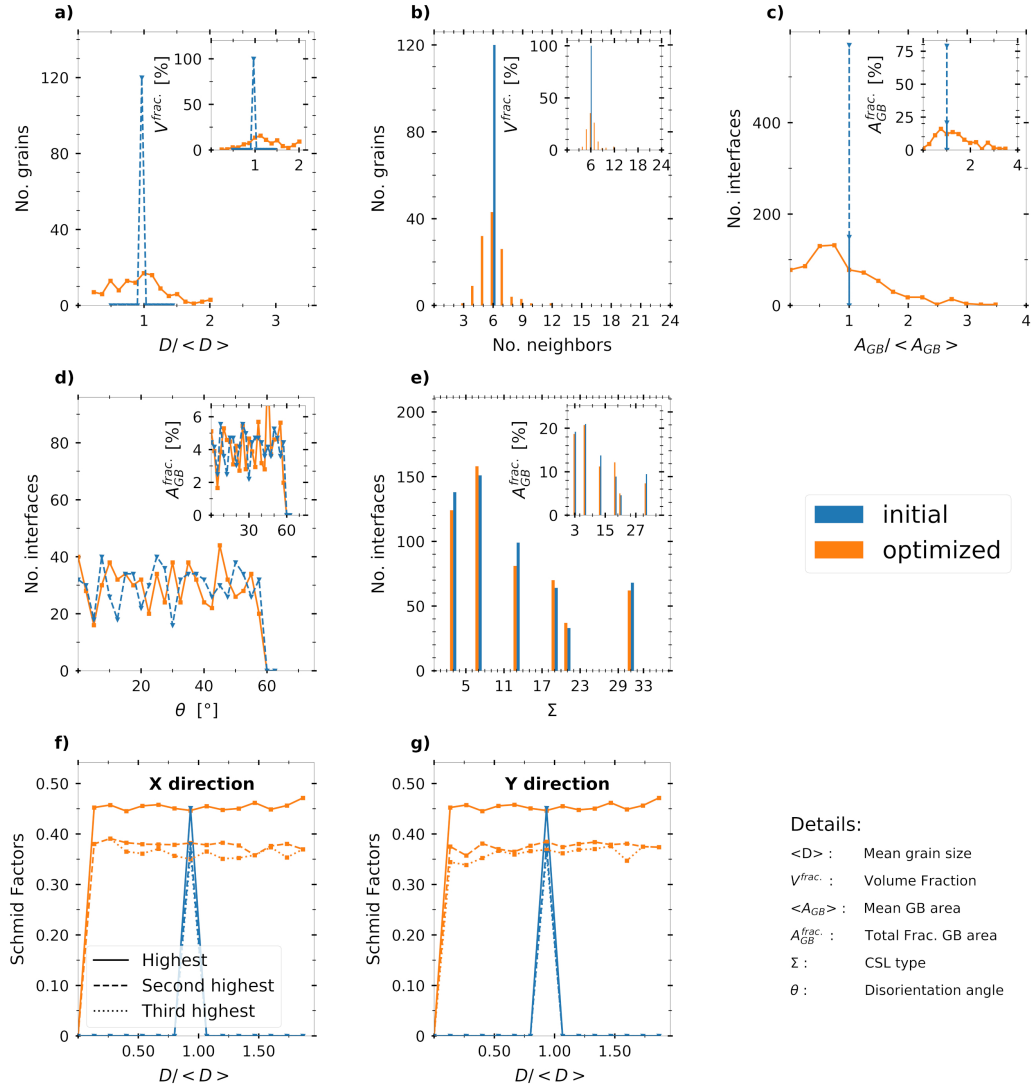 a)
No. grains
120
80
40
0
0
1
2
3
D/ <D>
V^frac. [%]
100
50
0
1
2
b)
No. grains
120
80
40
0
3 6 9 12 15 18 21 24
No. neighbors
V^frac. [%]
100
50
0
6 12 18 24
c)
No. interfaces
400
200
0
0 1 2 3 4
A_GB/ <A_GB>
A_GB^frac. [%]
75
50
25
0
2 4
d)
No. interfaces
80
60
40
20
0
20 40 60
θ [°]
A_GB^frac. [%]
6
4
2
0
30 60
e)
No. interfaces
200
150
100
50
0
5 11 17 23 29 33
Σ
A_GB^frac. [%]
20
10
0
3 15 27
initial
optimized
f)
X direction
Schmid Factors
0.50
0.40
0.30
0.20
0.10
0
0.50 1.00 1.50
D/ <D>
Highest
Second highest
Third highest
g)
Y direction
Schmid Factors
0.50
0.40
0.30
0.20
0.10
0
0.50 1.00 1.50
D/ <D>
Details:
<D> : Mean grain size
V^frac. : Volume Fraction
<A_GB> : Mean GB area
A_GB^frac. : Total Frac. GB area
Σ : CSL type
θ : Disorientation angle